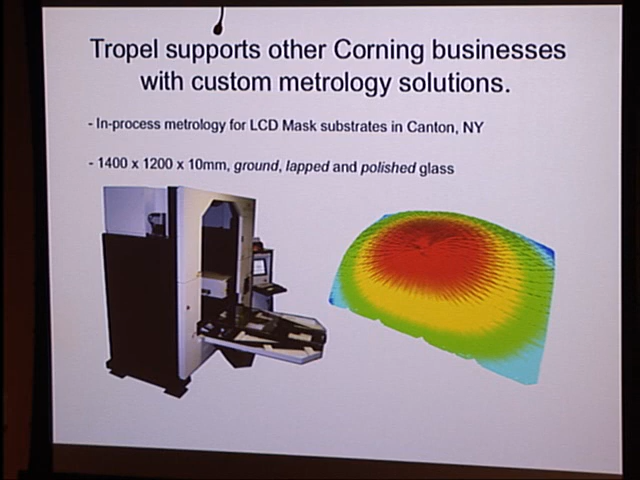 Tropel supports other Corning businesses
with custom metrology solutions.
- In-process metrology for LCD Mask substrates in Canton, NY
- 1400 x 1200 x 10mm, ground, lapped and polished glass